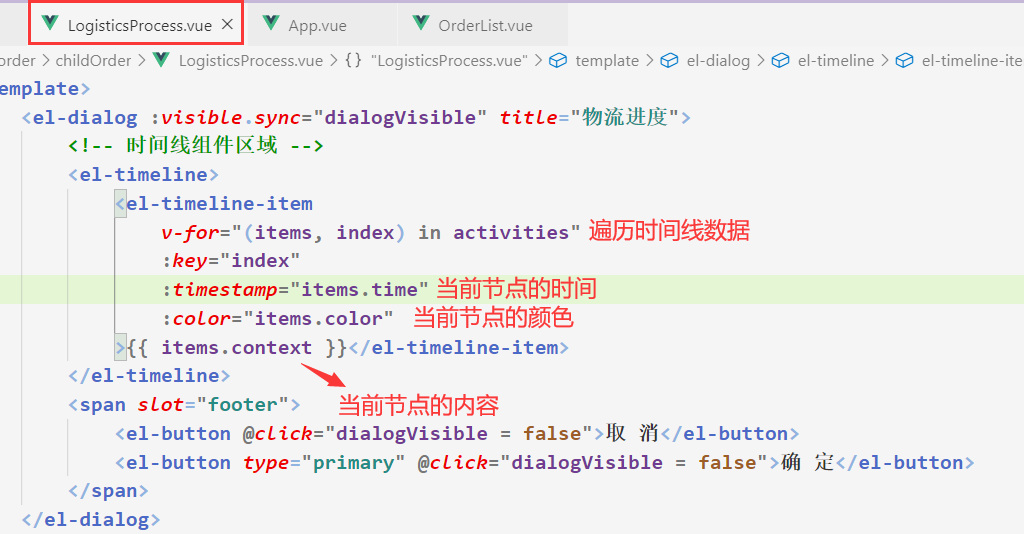 LogisticsProcess.vue × App.vue OrderList.vue
order > childOrder > LogisticsProcess.vue > {} "LogisticsProcess.vue" > template > el-dialog > el-timeline > el-timeline-ite
emplate>
<el-dialog :visible.sync="dialogVisible" title="物流进度">
<!-- 时间线组件区域 -->
<el-timeline>
<el-timeline-item
v-for="(items, index) in activities" 遍历时间线数据
:key="index"
:timestamp="items.time" 当前节点的时间
:color="items.color" 当前节点的颜色
>{{ items.context }}</el-timeline-item>
</el-timeline>
<span slot="footer"> 当前节点的内容
<el-button @click="dialogVisible = false">取 消</el-button>
<el-button type="primary" @click="dialogVisible = false">确 定</el-button>
</span>
</el-dialog>